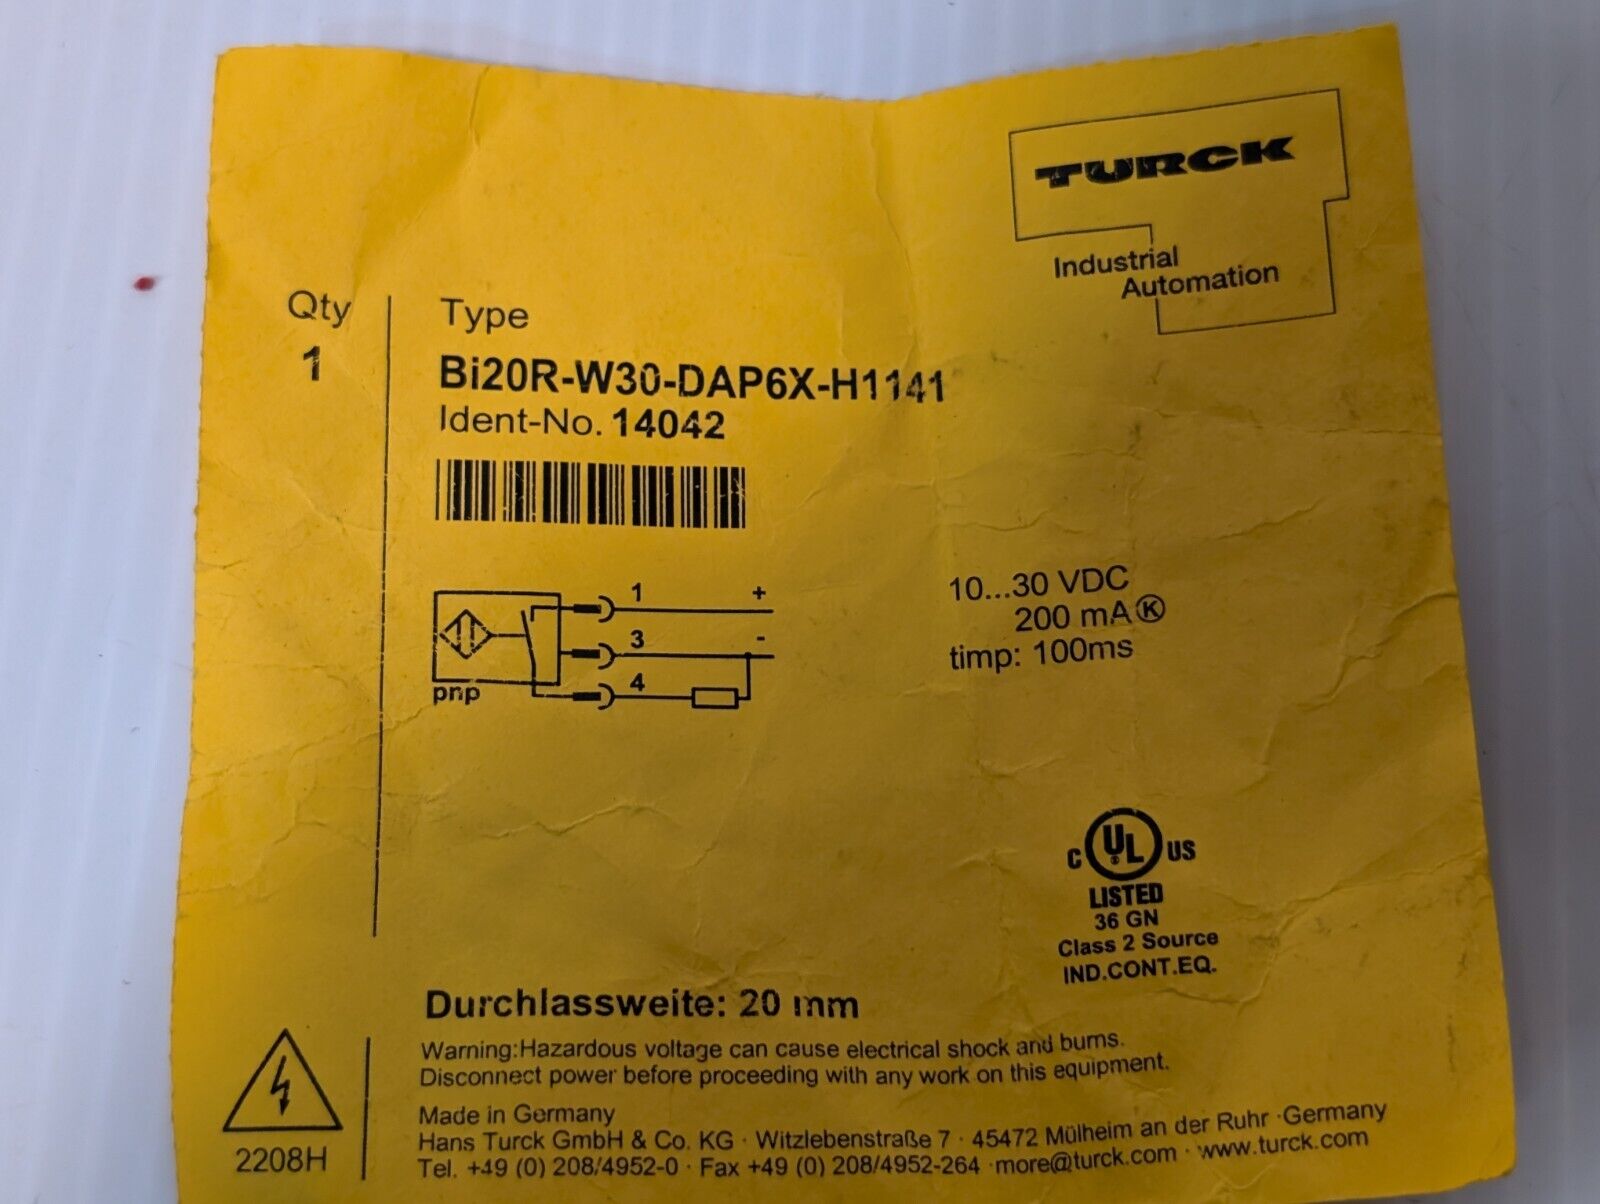 TURCK
Industrial
Automation
Qty
1
Type
Bi20R-W30-DAP6X-H1141
Ident-No. 14042
1 +
3 -
4
pnp
10...30 VDC
200 mA Ⓚ
timp: 100ms
C UL US
LISTED
36 GN
Class 2 Source
IND.CONT.EQ.
Durchlassweite: 20 mm
Warning:Hazardous voltage can cause electrical shock and burns.
Disconnect power before proceeding with any work on this equipment.
2208H
Made in Germany
Hans Turck GmbH & Co. KG · Witzlebenstraße 7 · 45472 Mülheim an der Ruhr ·Germany
Tel. +49 (0) 208/4952-0 · Fax +49 (0) 208/4952-264 ·more@turck.com · www.turck.com